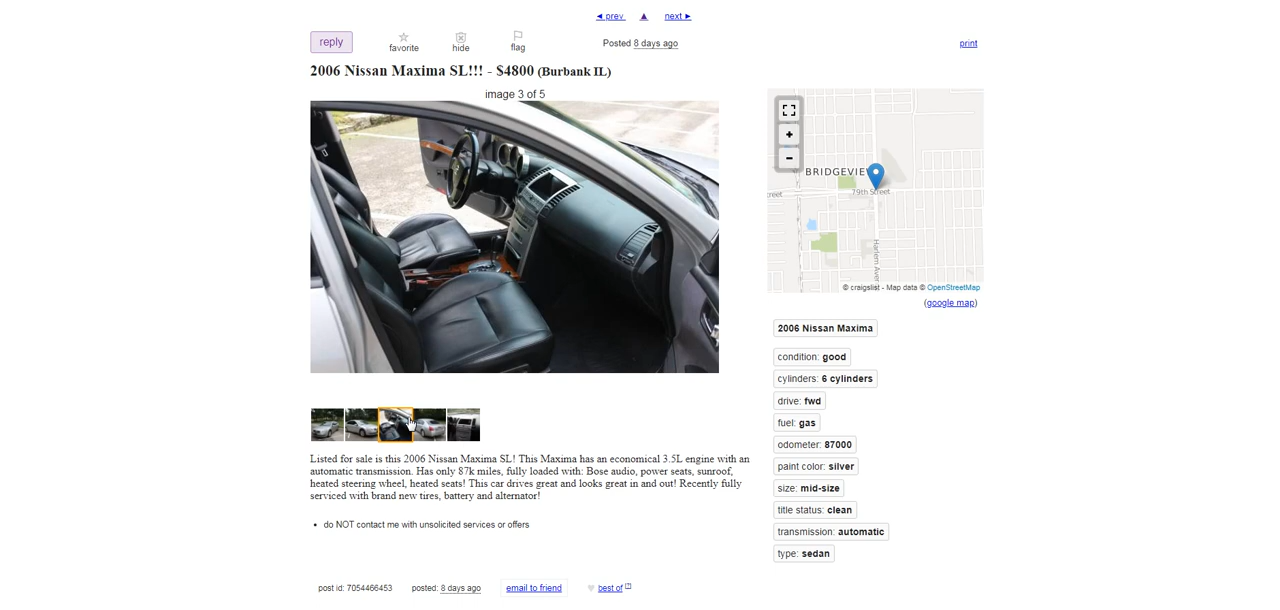 ◄ prev ▲ next ►
reply favorite hide flag Posted 8 days ago print
2006 Nissan Maxima SL!!! - $4800 (Burbank IL)
image 3 of 5
+
−
BRIDGEVIE
79th Street
reet
Harlem Ave
© craigslist - Map data © OpenStreetMap
(google map)
2006 Nissan Maxima
condition: good
cylinders: 6 cylinders
drive: fwd
fuel: gas
odometer: 87000
paint color: silver
size: mid-size
title status: clean
transmission: automatic
type: sedan
Listed for sale is this 2006 Nissan Maxima SL! This Maxima has an economical 3.5L engine with an
automatic transmission. Has only 87k miles, fully loaded with: Bose audio, power seats, sunroof,
heated steering wheel, heated seats! This car drives great and looks great in and out! Recently fully
serviced with brand new tires, battery and alternator!
• do NOT contact me with unsolicited services or offers
post id: 7054466453 posted: 8 days ago email to friend ♥ best of [?]